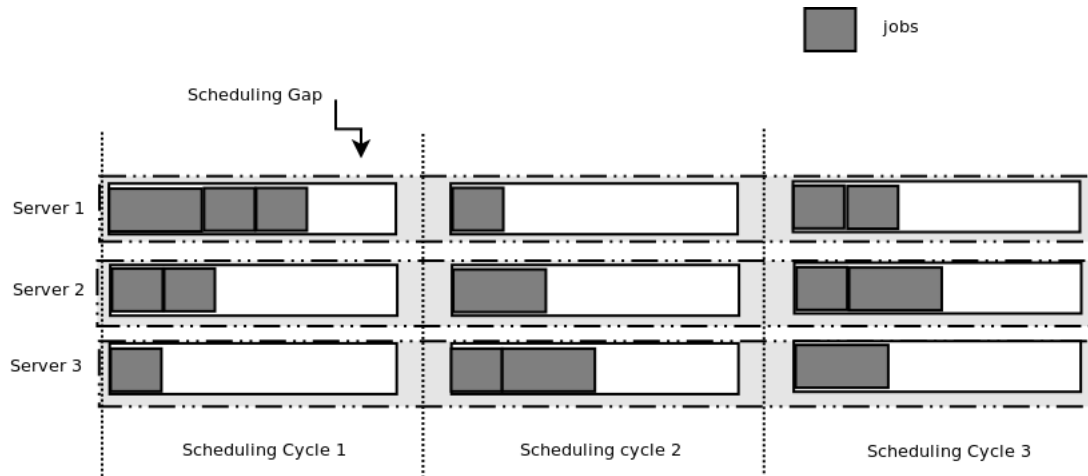 jobs
Scheduling Gap
Server 1
Server 2
Server 3
Scheduling Cycle 1
Scheduling cycle 2
Scheduling Cycle 3